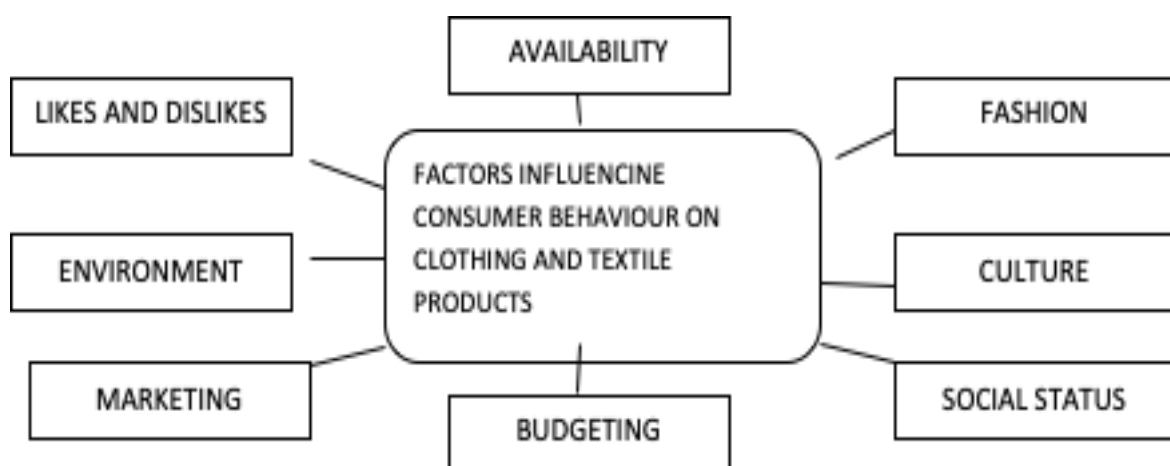 AVAILABILITY
LIKES AND DISLIKES
FASHION
FACTORS INFLUENCINE
CONSUMER BEHAVIOUR ON
CLOTHING AND TEXTILE
PRODUCTS
ENVIRONMENT
CULTURE
MARKETING
SOCIAL STATUS
BUDGETING